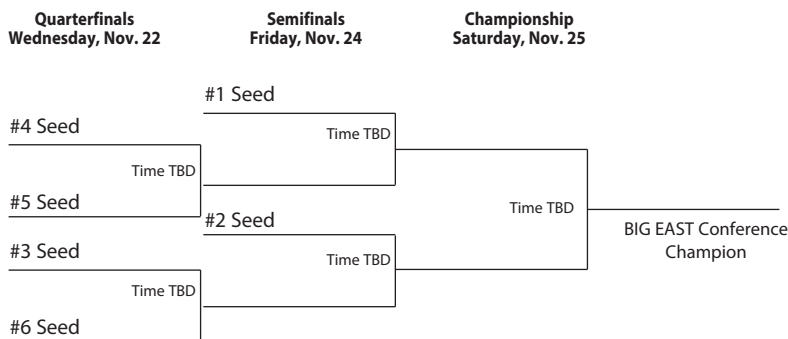 Quarterfinals
Wednesday, Nov. 22
Semifinals
Friday, Nov. 24
Championship
Saturday, Nov. 25
#1 Seed
#4 Seed
Time TBD
Time TBD
#5 Seed
#2 Seed
Time TBD
BIG EAST Conference
Champion
#3 Seed
Time TBD
Time TBD
#6 Seed